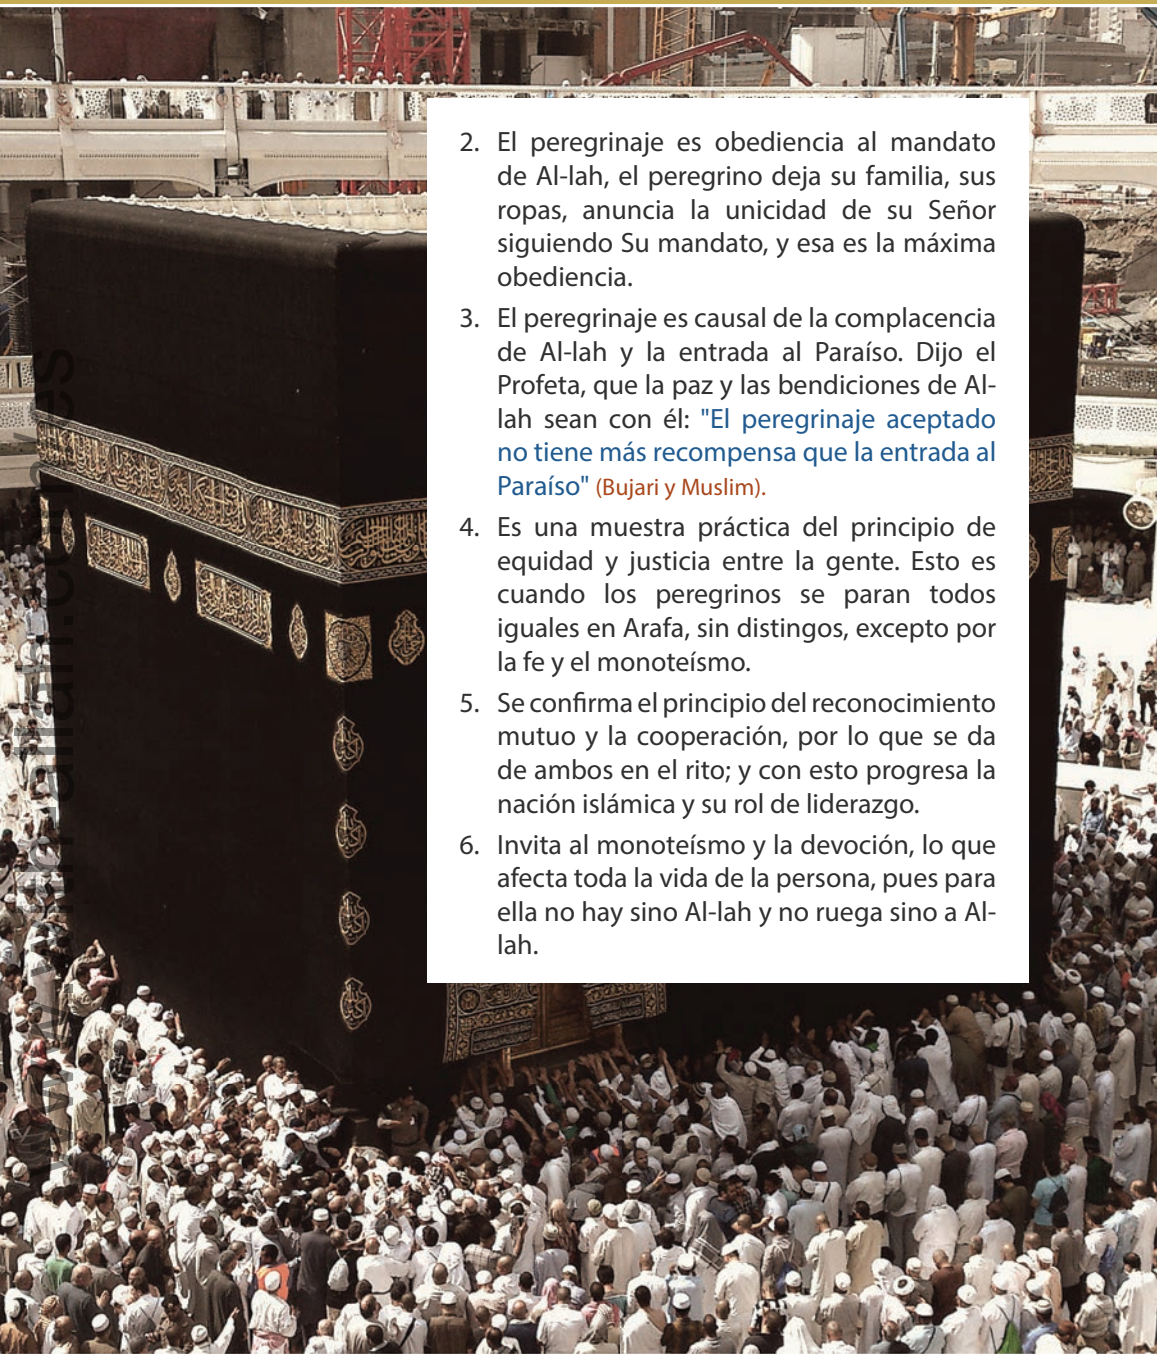 2. El peregrinaje es obediencia al mandato
de Al-lah, el peregrino deja su familia, sus
ropas, anuncia la unicidad de su Señor
siguiendo Su mandato, y esa es la máxima
obediencia.
3. El peregrinaje es causal de la complacencia
de Al-lah y la entrada al Paraíso. Dijo el
Profeta, que la paz y las bendiciones de Al-
lah sean con él: "El peregrinaje aceptado
no tiene más recompensa que la entrada al
Paraíso" (Bujari y Muslim).
4. Es una muestra práctica del principio de
equidad y justicia entre la gente. Esto es
cuando los peregrinos se paran todos
iguales en Arafa, sin distingos, excepto por
la fe y el monoteísmo.
5. Se confirma el principio del reconocimiento
mutuo y la cooperación, por lo que se da
de ambos en el rito; y con esto progresa la
nación islámica y su rol de liderazgo.
6. Invita al monoteísmo y la devoción, lo que
afecta toda la vida de la persona, pues para
ella no hay sino Al-lah y no ruega sino a Al-
lah.